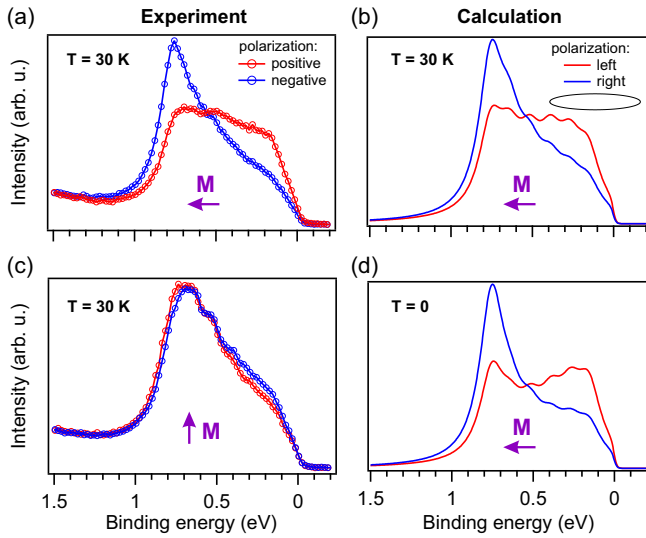 Experiment
Calculation
(a)
T = 30 K
polarization:
positive
negative
M
Intensity (arb. u.)
(b)
T = 30 K
polarization:
left
right
M
(c)
T = 30 K
M
Intensity (arb. u.)
1.5 1 0.5 0
Binding energy (eV)
(d)
T = 0
M
1.5 1 0.5 0
Binding energy (eV)